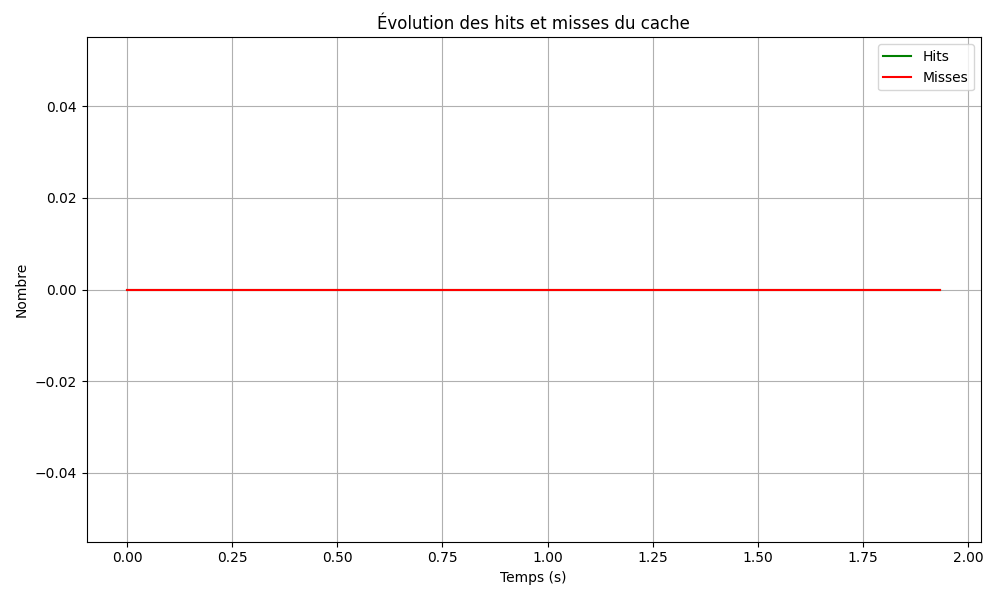 Évolution des hits et misses du cache
Hits
Misses
0.04
0.02
0.00
−0.02
−0.04
Nombre
0.00
0.25
0.50
0.75
1.00
1.25
1.50
1.75
2.00
Temps (s)